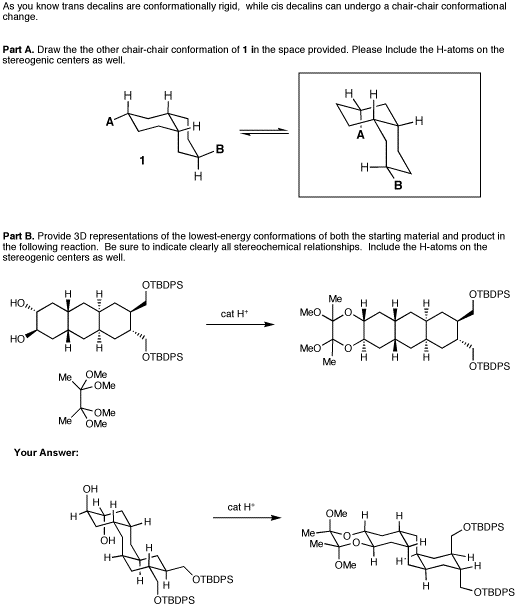 As you know trans decalins are conformationally rigid, while cis decalins can undergo a chair-chair conformational
change.
Part A. Draw the the other chair-chair conformation of 1 in the space provided. Please Include the H-atoms on the
stereogenic centers as well.
H H
A H
B
1
H
H H
H
A
H
B
Part B. Provide 3D representations of the lowest-energy conformations of both the starting material and product in
the following reaction. Be sure to indicate clearly all stereochemical relationships. Include the H-atoms on the
stereogenic centers as well.
OTBDPS
HO H H
HO H H
OTBDPS
Me OMe
OMe
OMe
Me OMe
cat H⁺
Me H H H OTBDPS
MeO O
MeO O
Me H H H OTBDPS
Your Answer:
OH
H H H
H
OH
H H
H
OTBDPS
OTBDPS
cat H⁺
OMe H H
Me O OTBDPS
Me O H
OMe H H
H OTBDPS